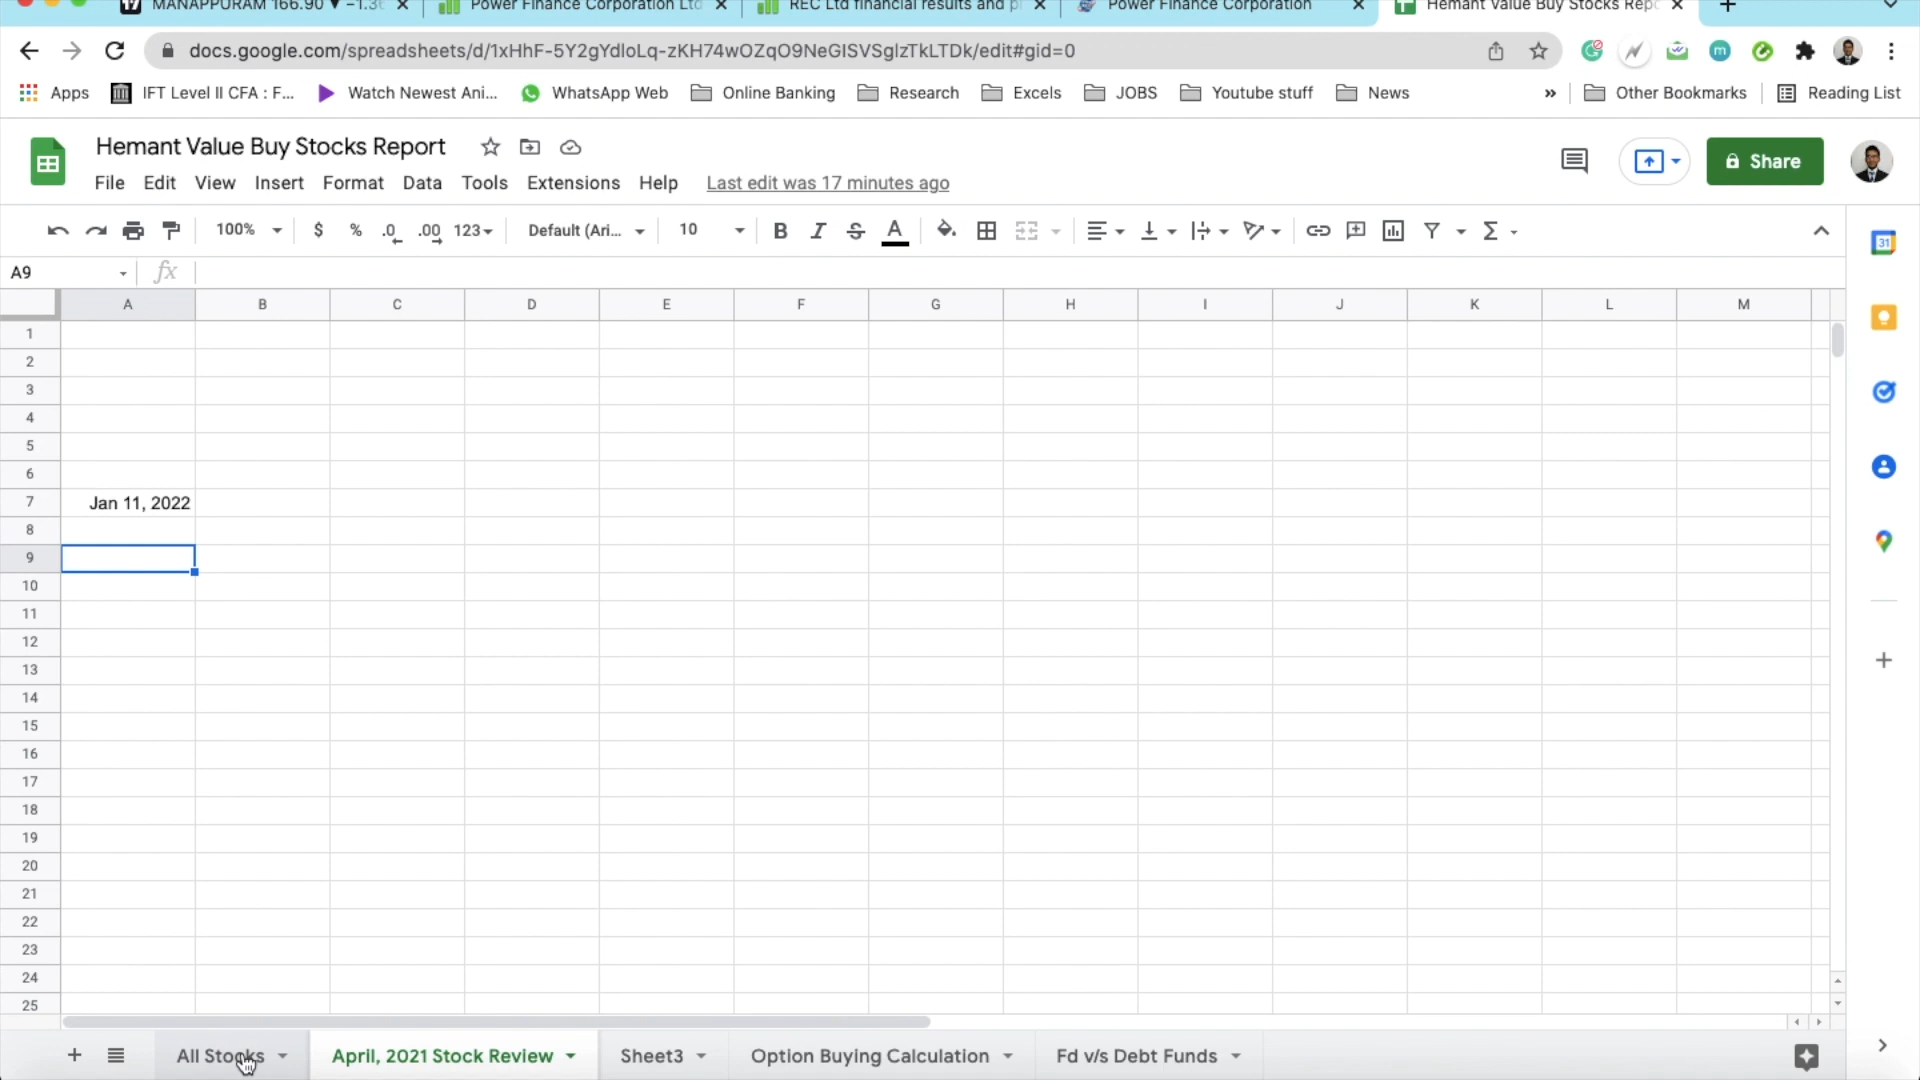 MANAPPURAM 166.90 ▼ −1.3
Power Finance Corporation Ltd
REC Ltd financial results and p
Power Finance Corporation
Hemant Value Buy Stocks Repo
docs.google.com/spreadsheets/d/1xHhF-5Y2gYdloLq-zKH74wOZqO9NeGlSVSglzTkLTDk/edit#gid=0
Apps
IFT Level II CFA : F...
Watch Newest Ani...
WhatsApp Web
Online Banking
Research
Excels
JOBS
Youtube stuff
News
»
Other Bookmarks
Reading List
Hemant Value Buy Stocks Report
Share
File Edit View Insert Format Data Tools Extensions Help Last edit was 17 minutes ago
100% $ % .0 .00 123 Default (Ari... 10 B I S A Σ
31
A9 fx
A B C D E F G H I J K L M
1
2
3
4
5
6
7 Jan 11, 2022
8
9
10
11
12
13
14
15
16
17
18
19
20
21
22
23
24
25
All Stocks
April, 2021 Stock Review
Sheet3
Option Buying Calculation
Fd v/s Debt Funds